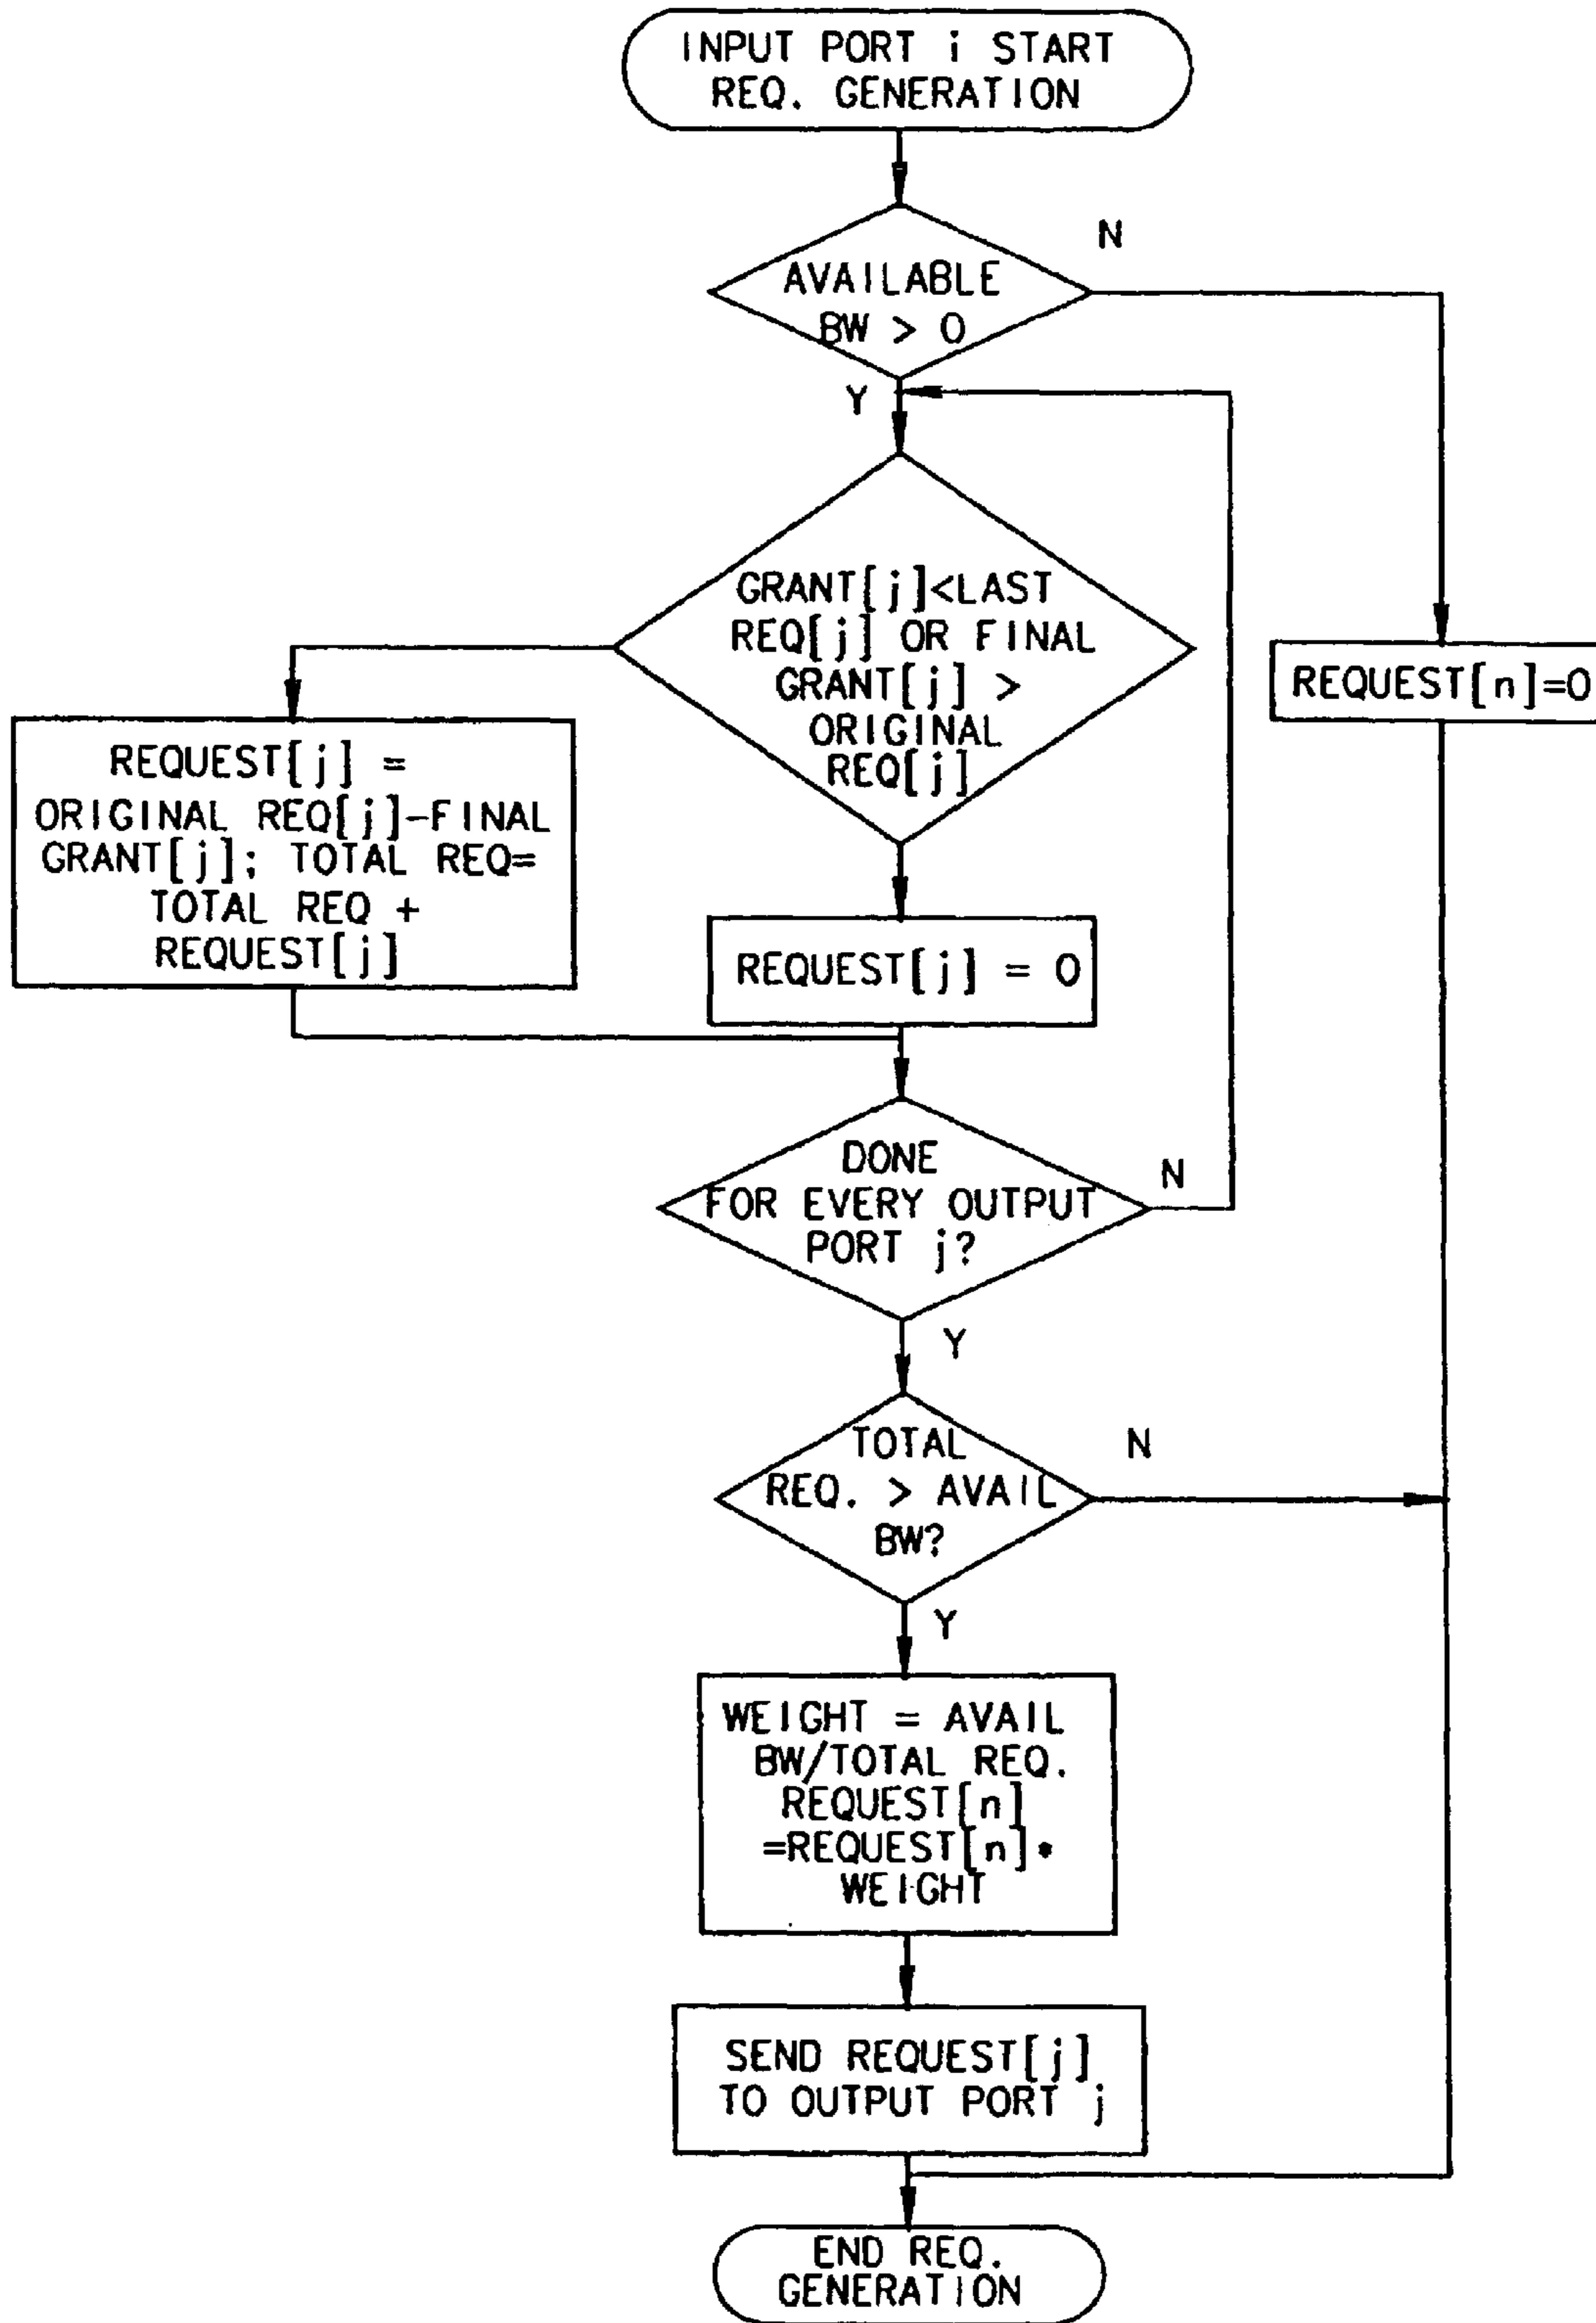 INPUT PORT i START
REQ. GENERATION
AVAILABLE
BW > 0
N
Y
GRANT[j]<LAST
REQ[j] OR FINAL
GRANT[j] >
ORIGINAL
REQ[j]
REQUEST[n]=0
REQUEST[j] =
ORIGINAL REQ[j]-FINAL
GRANT[j]; TOTAL REQ=
TOTAL REQ +
REQUEST[j]
REQUEST[j] = 0
DONE
FOR EVERY OUTPUT
PORT j?
N
Y
TOTAL
REQ. > AVAIL
BW?
N
Y
WEIGHT = AVAIL
BW/TOTAL REQ.
REQUEST[n]
=REQUEST[n]*
WEIGHT
SEND REQUEST[j]
TO OUTPUT PORT j
END REQ.
GENERATION